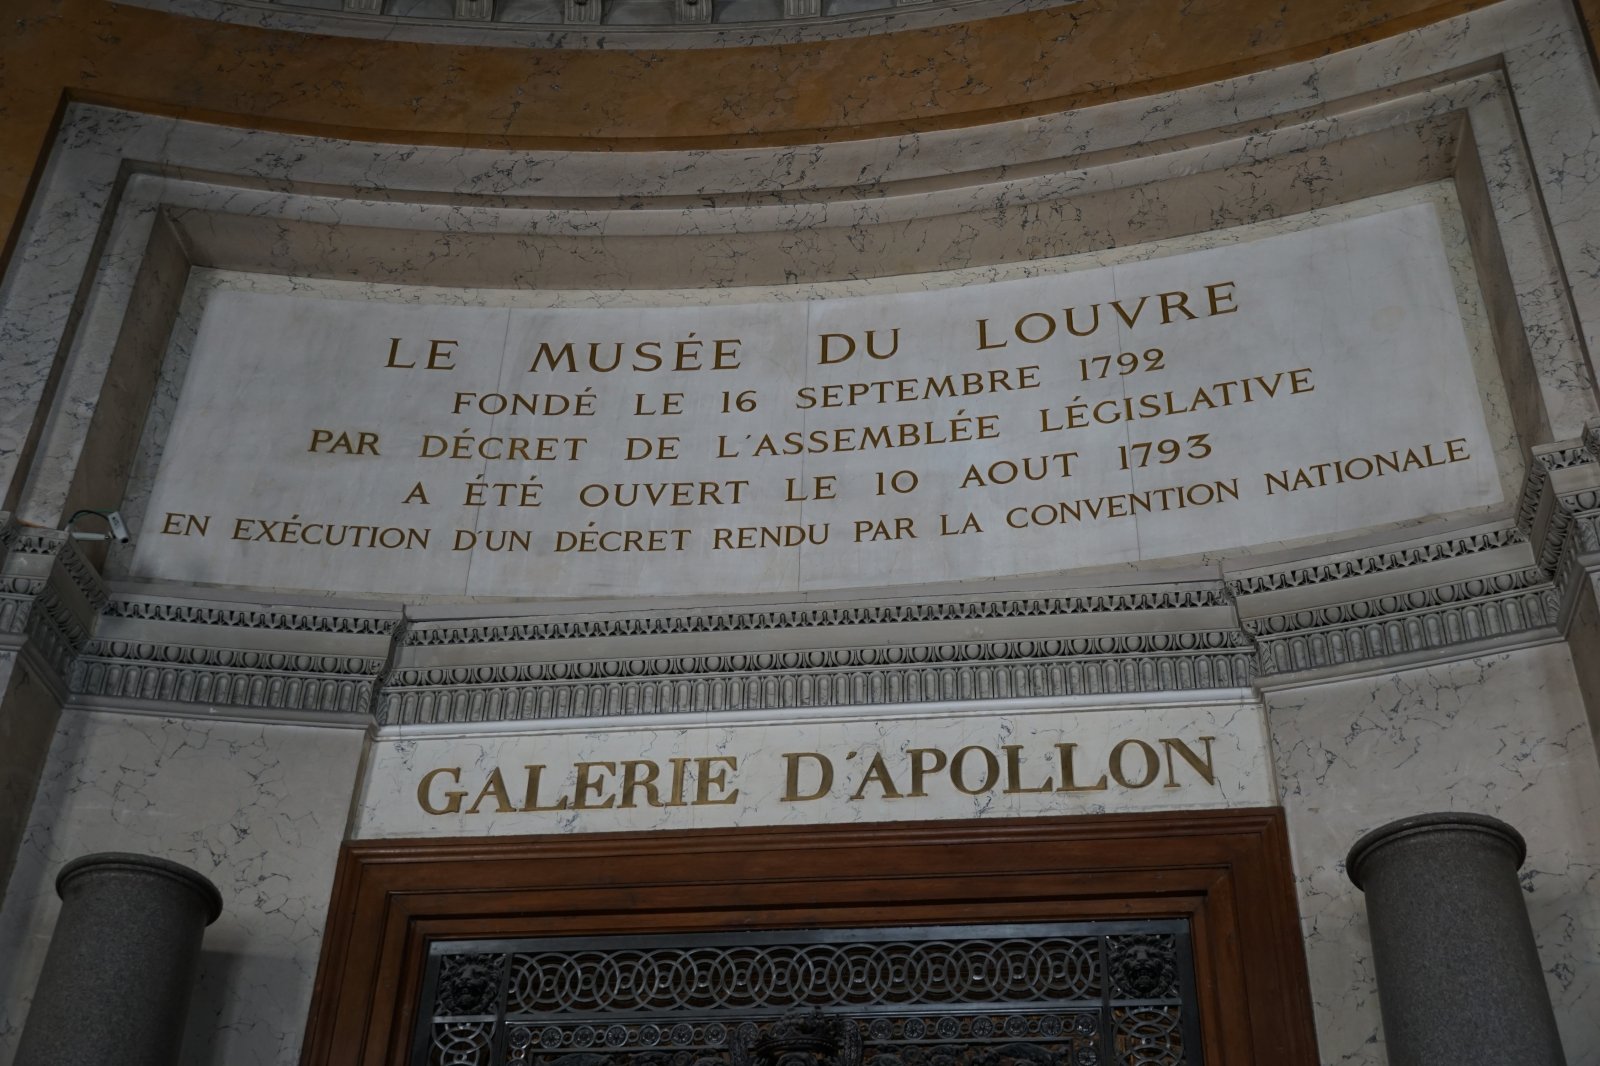 LE MUSÉE DU LOUVRE
FONDÉ LE 16 SEPTEMBRE 1792
PAR DÉCRET DE L'ASSEMBLÉE LÉGISLATIVE
A ÉTÉ OUVERT LE 10 AOUT 1793
EN EXÉCUTION D'UN DÉCRET RENDU PAR LA CONVENTION NATIONALE
GALERIE D'APOLLON